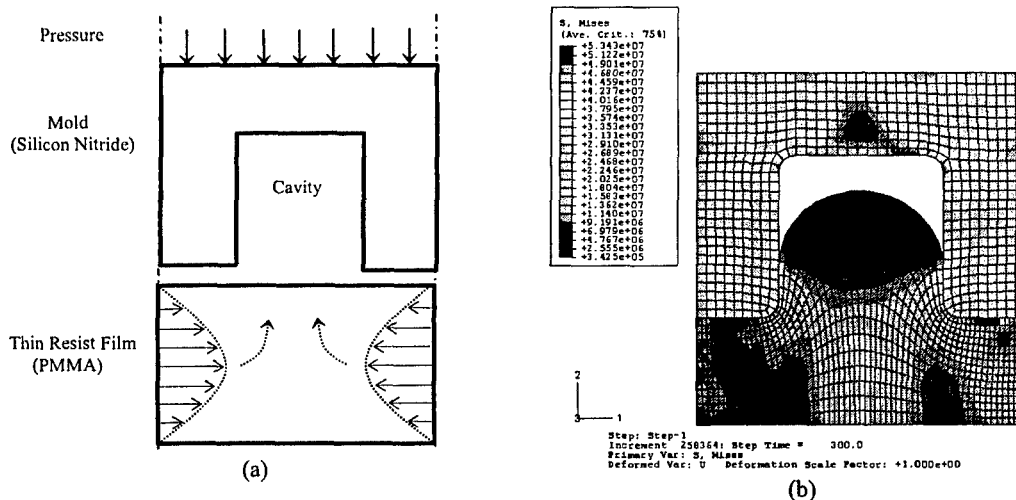 Pressure
Mold
(Silicon Nitride)
Cavity
Thin Resist Film
(PMMA)
(a)
S, Mises
(Ave. Crit.: 75%)
+5.343e+07
+5.122e+07
+4.901e+07
+4.680e+07
+4.459e+07
+4.237e+07
+4.016e+07
+3.795e+07
+3.574e+07
+3.353e+07
+3.131e+07
+2.910e+07
+2.689e+07
+2.468e+07
+2.246e+07
+2.025e+07
+1.804e+07
+1.583e+07
+1.362e+07
+1.140e+07
+9.191e+06
+6.979e+06
+4.767e+06
+2.555e+06
+3.425e+05
2
3 1
Step: Step-1
Increment 258364: Step Time = 300.0
Primary Var: S, Mises
Deformed Var: U Deformation Scale Factor: +1.000e+00
(b)